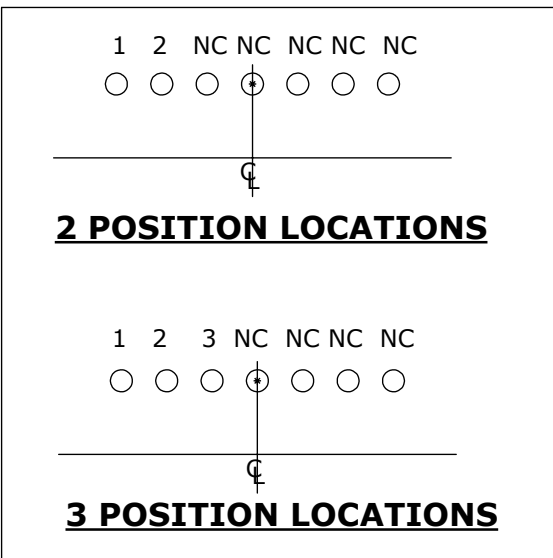 1 2 NC NC NC NC NC
℄
2 POSITION LOCATIONS
1 2 3 NC NC NC NC
℄
3 POSITION LOCATIONS